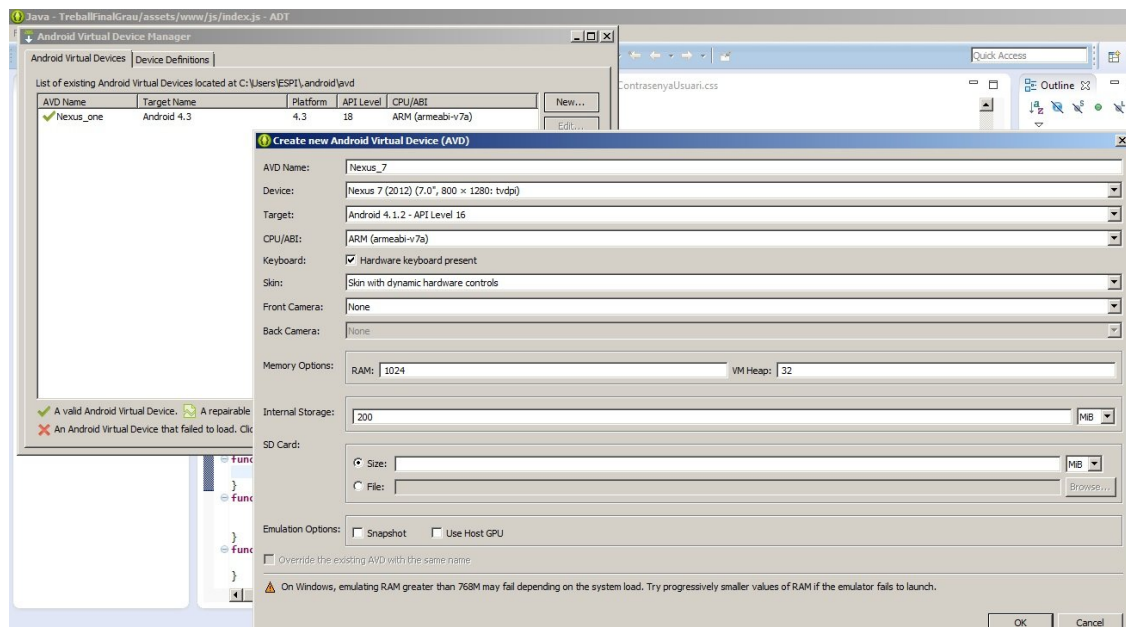 Java - TreballFinalGrau/assets/www/js/index.js - ADT
Android Virtual Device Manager
Android Virtual Devices Device Definitions
List of existing Android Virtual Devices located at C:\Users\ESPI\.android\avd
AVD Name Target Name Platform API Level CPU/ABI
Nexus_one Android 4.3 4.3 18 ARM (armeabi-v7a)
New...
Edit...
A valid Android Virtual Device. A repairable
An Android Virtual Device that failed to load. Clic
Quick Access
ContrasenyaUsuari.css
Outline
Create new Android Virtual Device (AVD)
AVD Name: Nexus_7
Device: Nexus 7 (2012) (7.0", 800 × 1280: tvdpi)
Target: Android 4.1.2 - API Level 16
CPU/ABI: ARM (armeabi-v7a)
Keyboard: Hardware keyboard present
Skin: Skin with dynamic hardware controls
Front Camera: None
Back Camera: None
Memory Options: RAM: 1024 VM Heap: 32
Internal Storage: 200 MiB
SD Card:
Size: MiB
File: Browse...
Emulation Options: Snapshot Use Host GPU
Override the existing AVD with the same name
On Windows, emulating RAM greater than 768M may fail depending on the system load. Try progressively smaller values of RAM if the emulator fails to launch.
OK Cancel
func
}
func
}
func
}